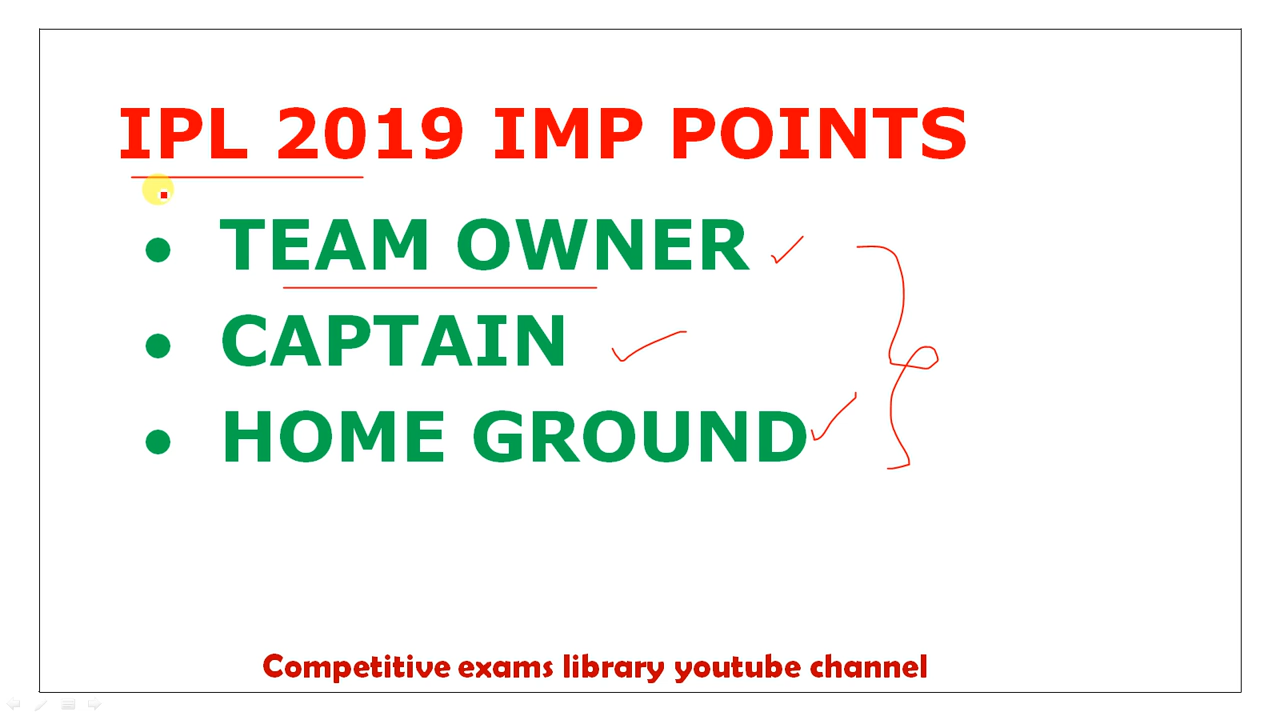 IPL 2019 IMP POINTS
• TEAM OWNER
• CAPTAIN
• HOME GROUND
Competitive exams library youtube channel